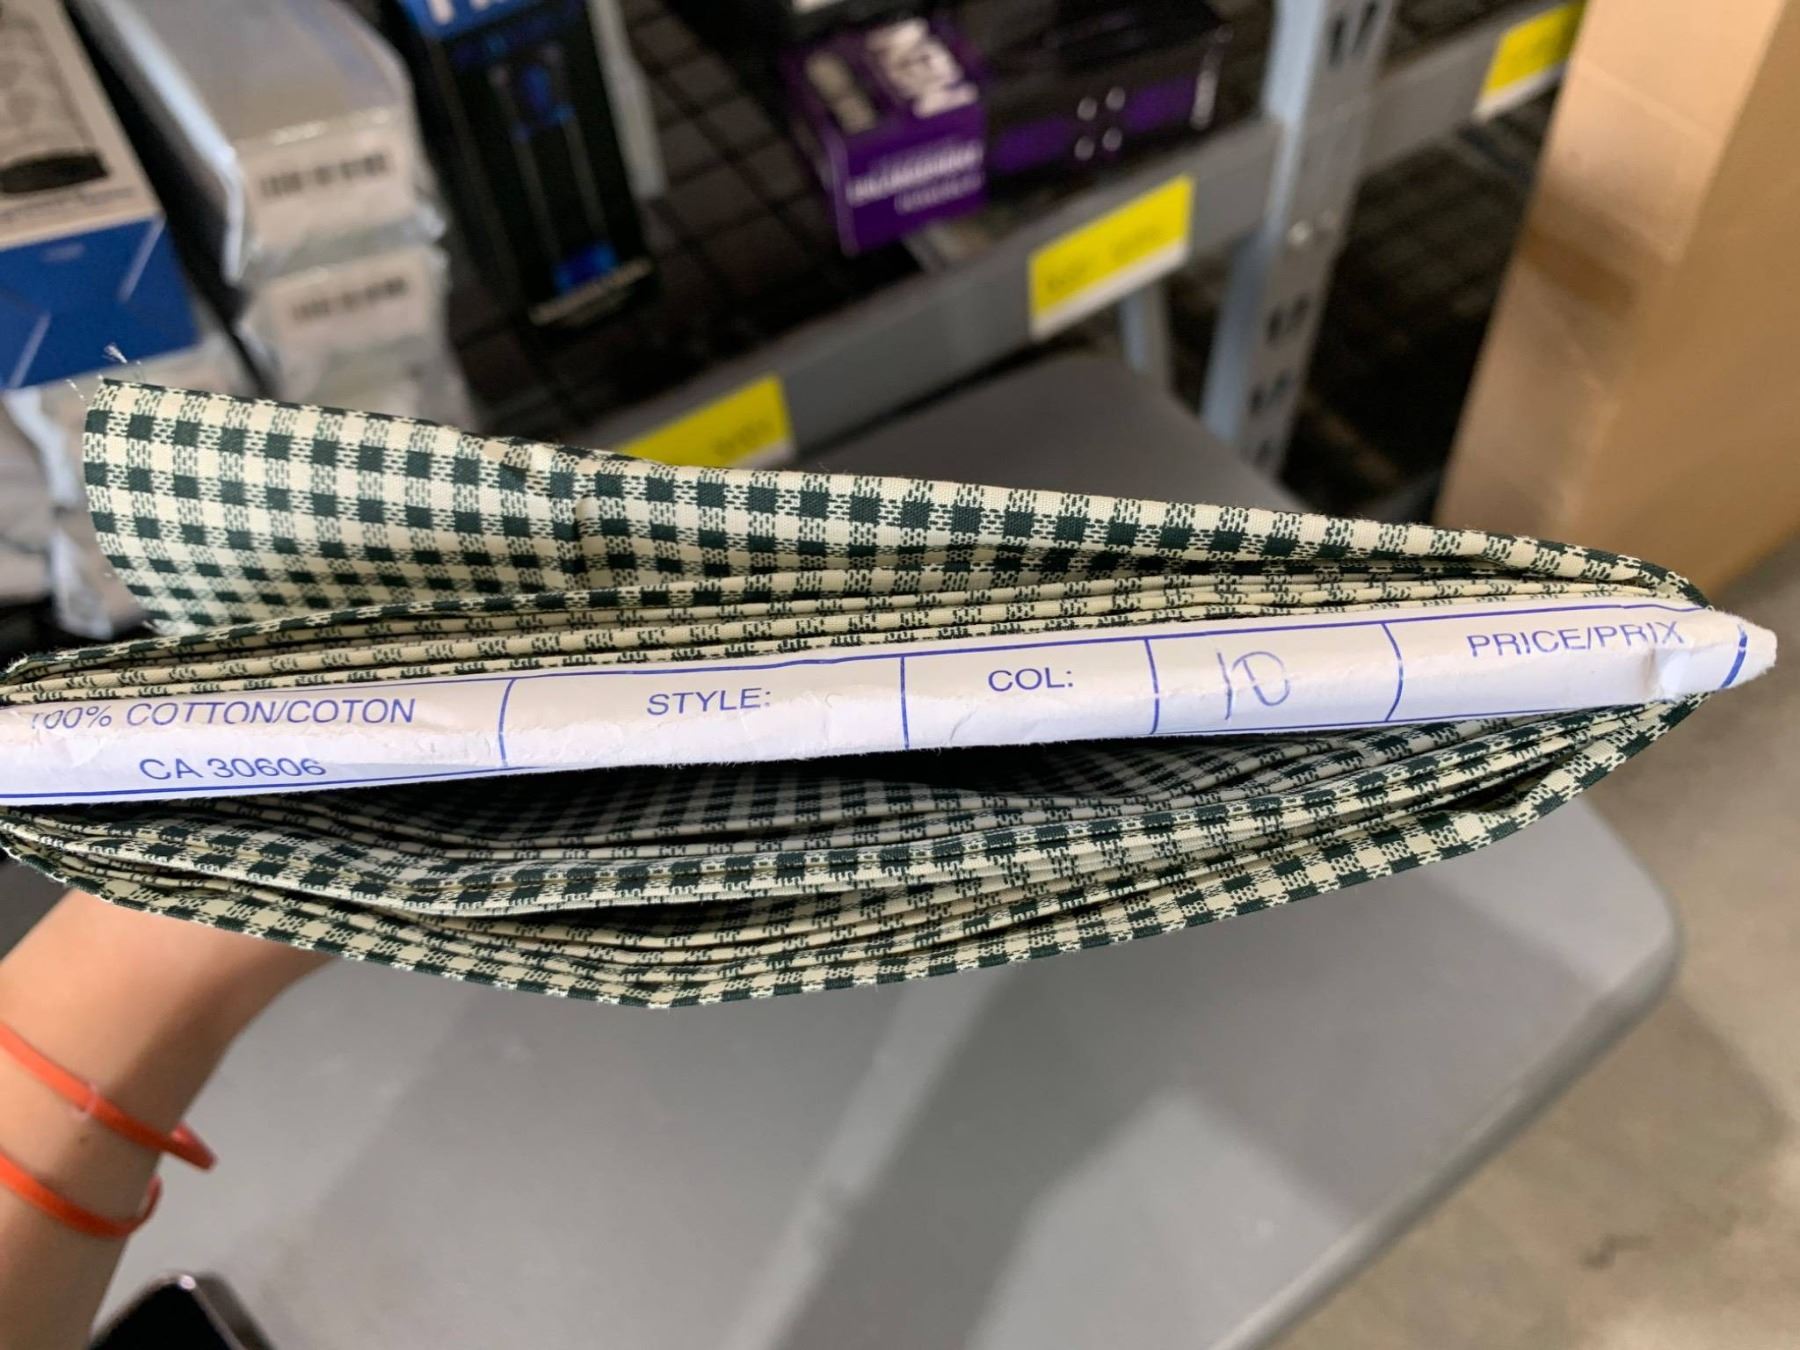 100% COTTON/COTON
CA 30606
STYLE:
COL:
10
PRICE/PRIX